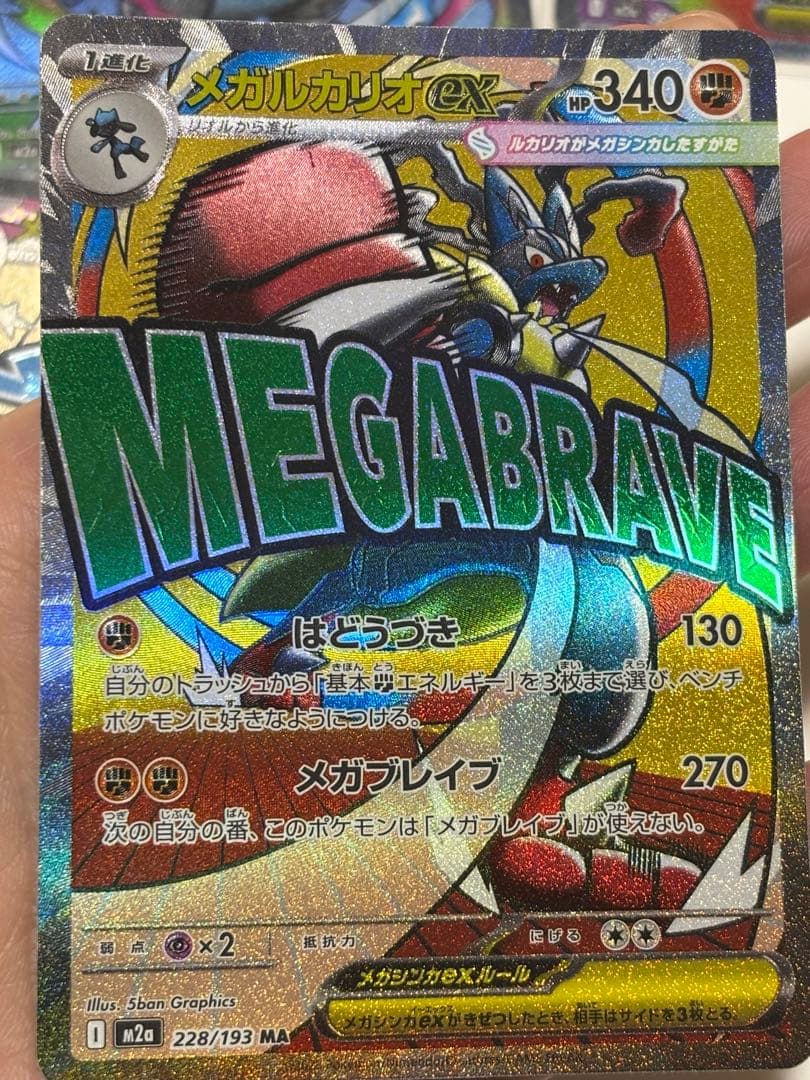 1進化
メガルカリオex
HP340
リオルから進化
ルカリオがメガシンカしたすがた
MEGABRAVE
はどうづき 130
自分のトラッシュから「基本エネルギー」を3枚まで選び、ベンチ
ポケモンに好きなようにつける。
メガブレイブ 270
次の自分の番、このポケモンは「メガブレイブ」が使えない。
弱点 ×2 抵抗力 にげる
メガシンカexルール
メガシンカexがきぜつしたとき、相手はサイドを3枚とる。
Illus. 5ban Graphics
I m2a 228/193 MA